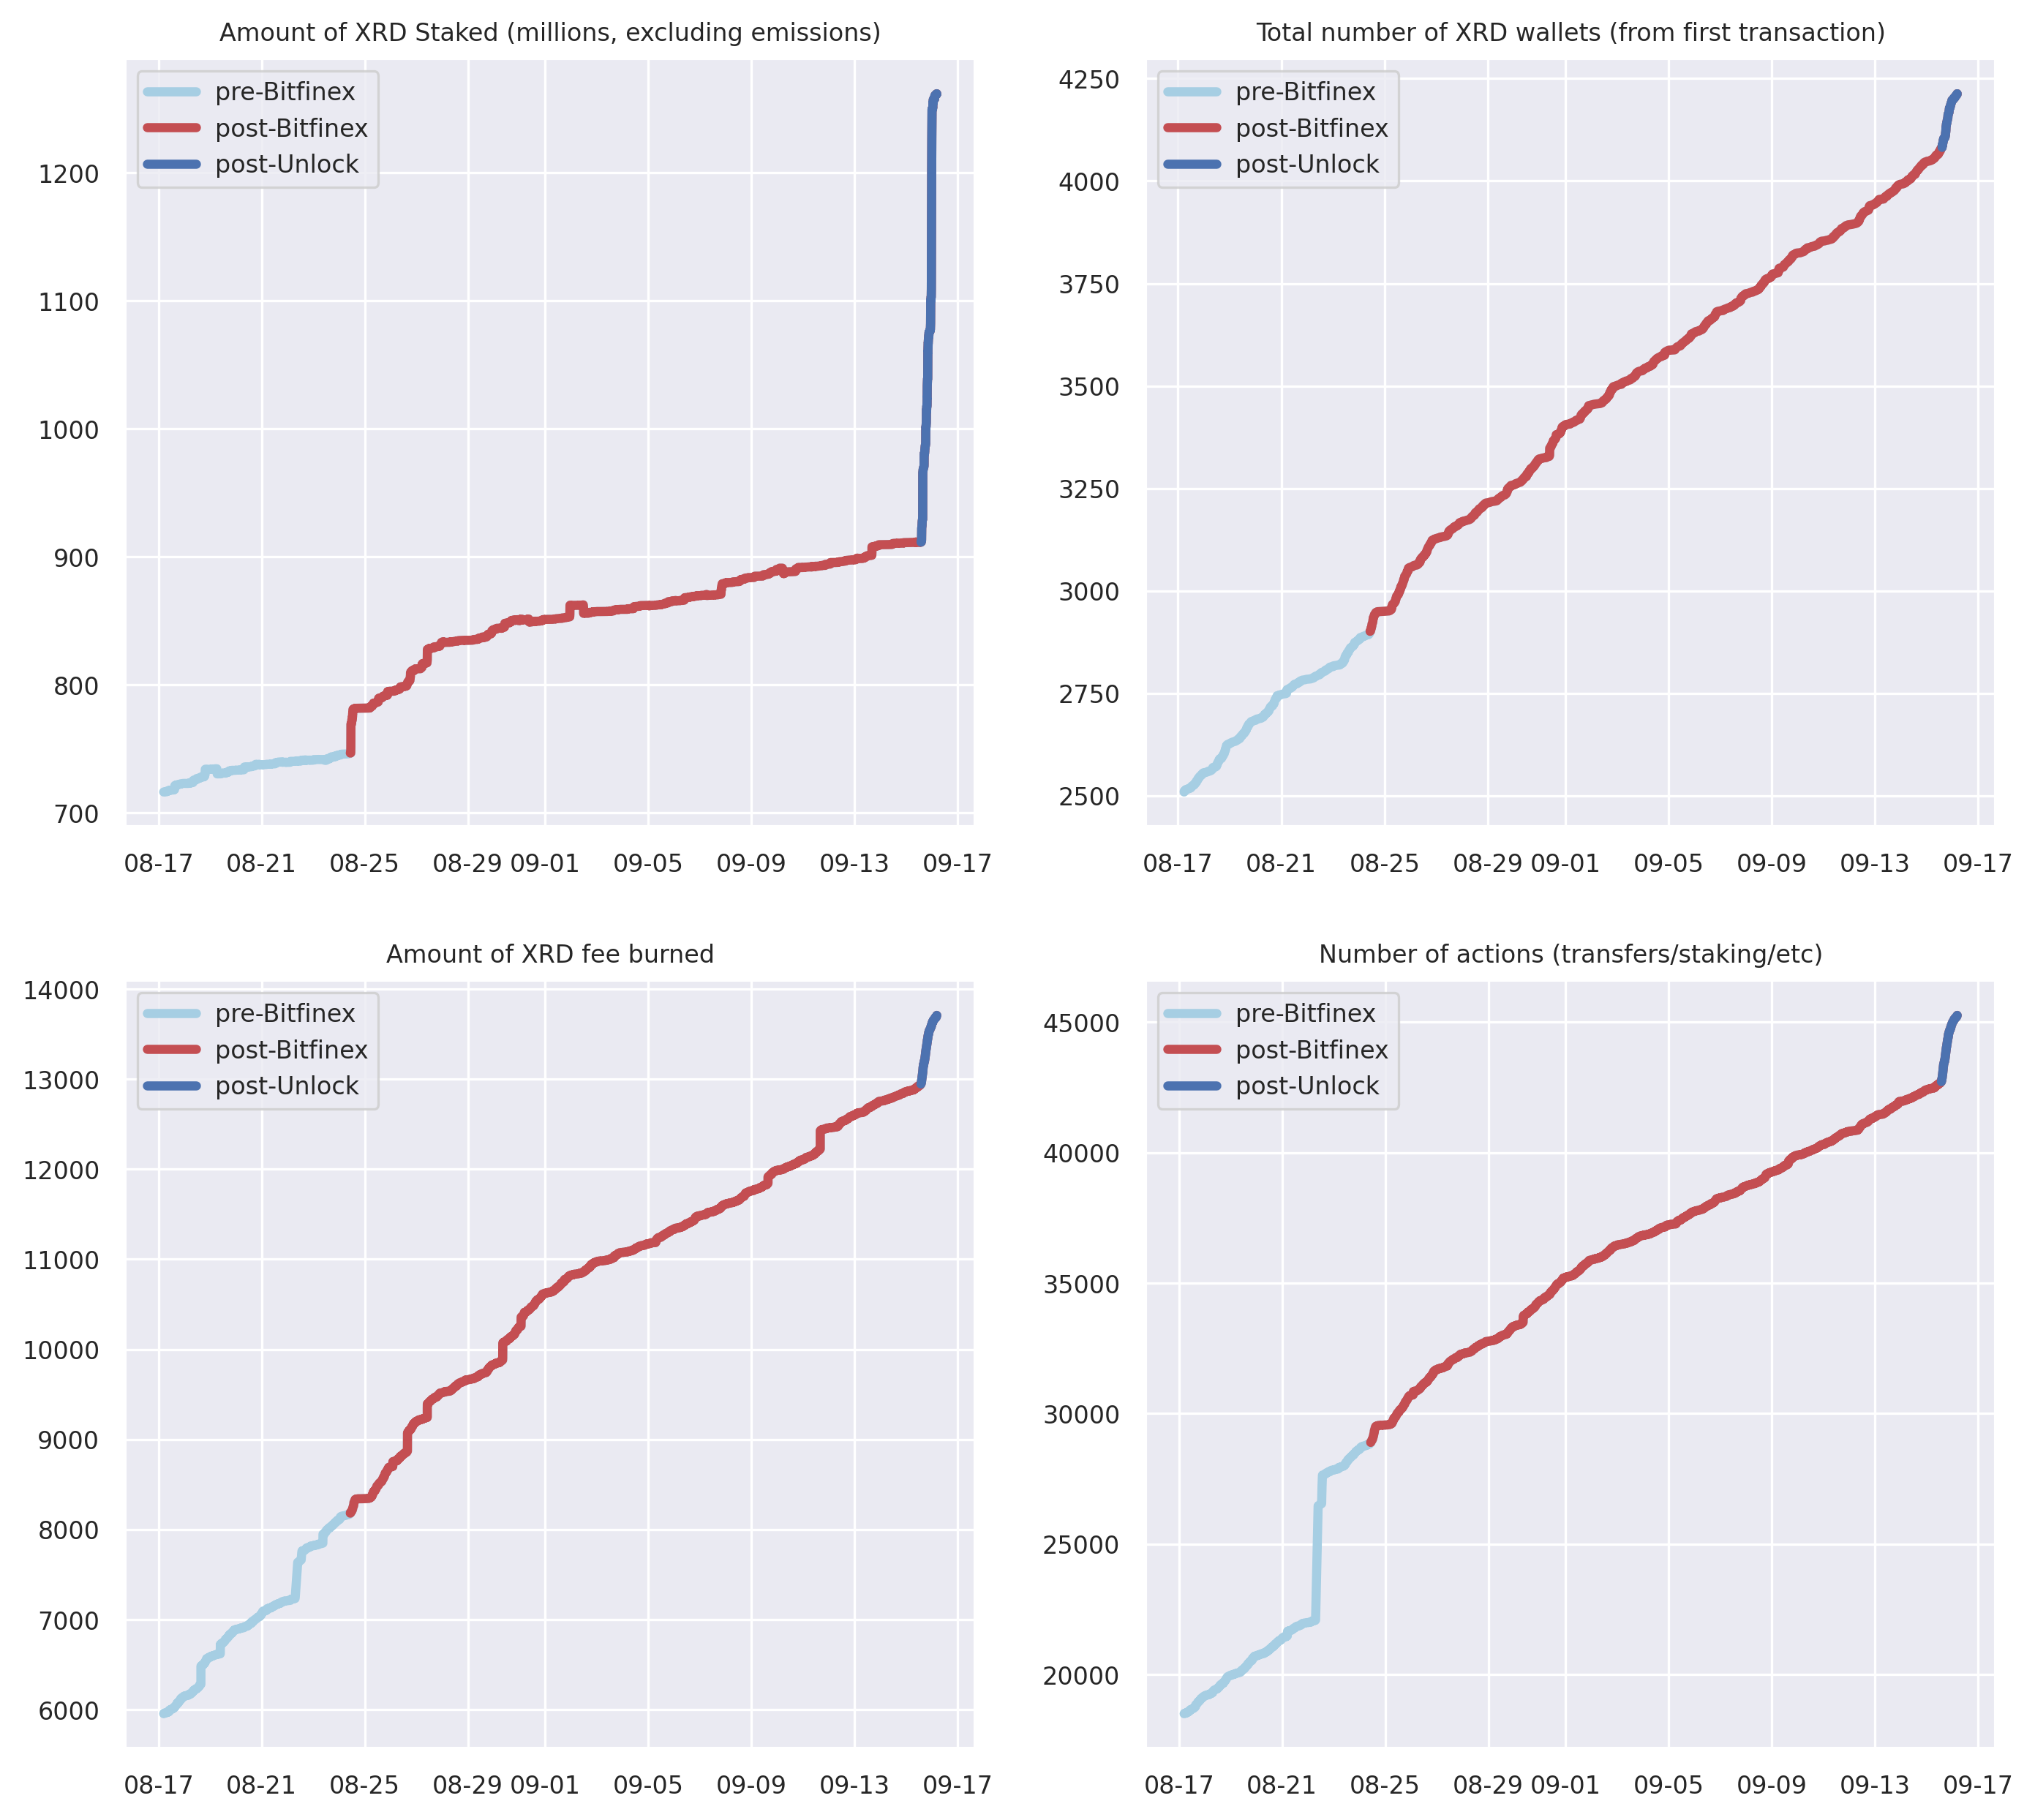 Amount of XRD Staked (millions, excluding emissions)
pre-Bitfinex
post-Bitfinex
post-Unlock
1200
1100
1000
900
800
700
08-17 08-21 08-25 08-29 09-01 09-05 09-09 09-13 09-17
Total number of XRD wallets (from first transaction)
pre-Bitfinex
post-Bitfinex
post-Unlock
4250
4000
3750
3500
3250
3000
2750
2500
08-17 08-21 08-25 08-29 09-01 09-05 09-09 09-13 09-17
Amount of XRD fee burned
pre-Bitfinex
post-Bitfinex
post-Unlock
14000
13000
12000
11000
10000
9000
8000
7000
6000
08-17 08-21 08-25 08-29 09-01 09-05 09-09 09-13 09-17
Number of actions (transfers/staking/etc)
pre-Bitfinex
post-Bitfinex
post-Unlock
45000
40000
35000
30000
25000
20000
08-17 08-21 08-25 08-29 09-01 09-05 09-09 09-13 09-17